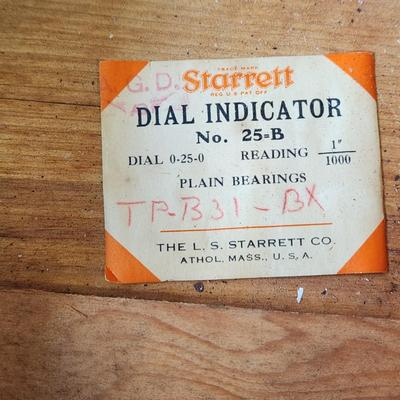 TRADE MARK
G. D.
Starrett
REG. U.S. PAT. OFF.
DIAL INDICATOR
No. 25=B
DIAL 0-25-0 READING 1"/1000
PLAIN BEARINGS
TP-B31-BX
THE L. S. STARRETT CO.
ATHOL, MASS., U. S. A.